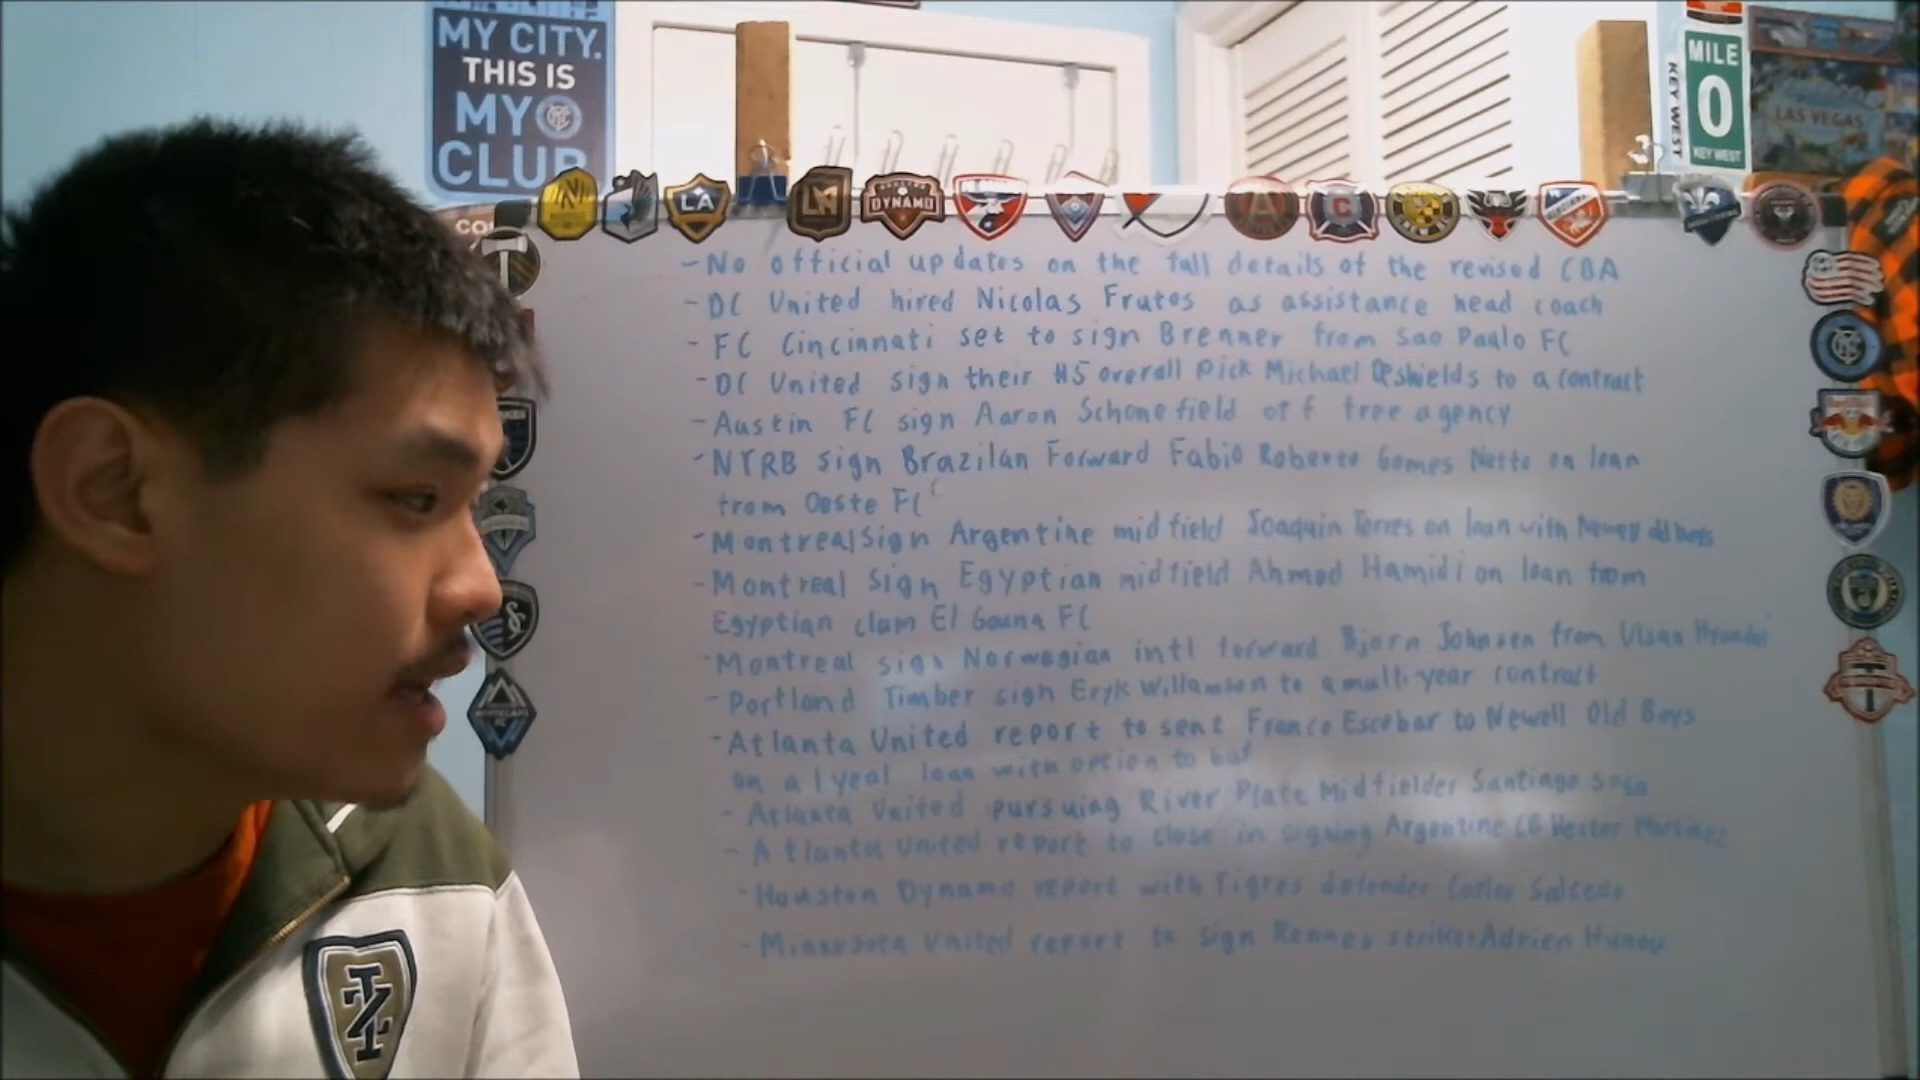 MY CITY.
THIS IS
MY
CLUB
MILE
0
KEY WEST
KEY WEST
LAS VEGAS
LA
DYNAMO
- No official updates on the full details of the revised CBA
- DC United hired Nicolas Frutos as assistance head coach
- FC Cincinnati set to sign Brenner from Sao Paulo FC
- DC United sign their #5 overall pick Michael Deshields to a contract
- Austin FC sign Aaron Schonefield off free agency
- NYRB sign Brazilan Forward Fabio Roberto Gomes Netto on loan
from Oeste FC
- Montreal Sign Argentine midfield Joaquin Torres on loan with Newell old boys
- Montreal Sign Egyptian midfield Ahmed Hamidi on loan from
Egyptian clum El Gouna FC
- Montreal sign Norwegian intl forward Bjorn Johnsen from Ulsan Hyundai
- Portland Timber sign Eryk Willamson to a multi-year contract
- Atlanta United report to sent Franco Escobar to Newell Old Boys
on a 1 year loan with option to buy
- Atlanta United pursuing River Plate Midfielder Santiago Sosa
- Atlanta United report to close in signing Argentine CB Hector Martinez
- Houston Dynamo report with Tigres defender Carlos Salcedo
- Minnesota United report to sign Rennes striker Adrien Hunou